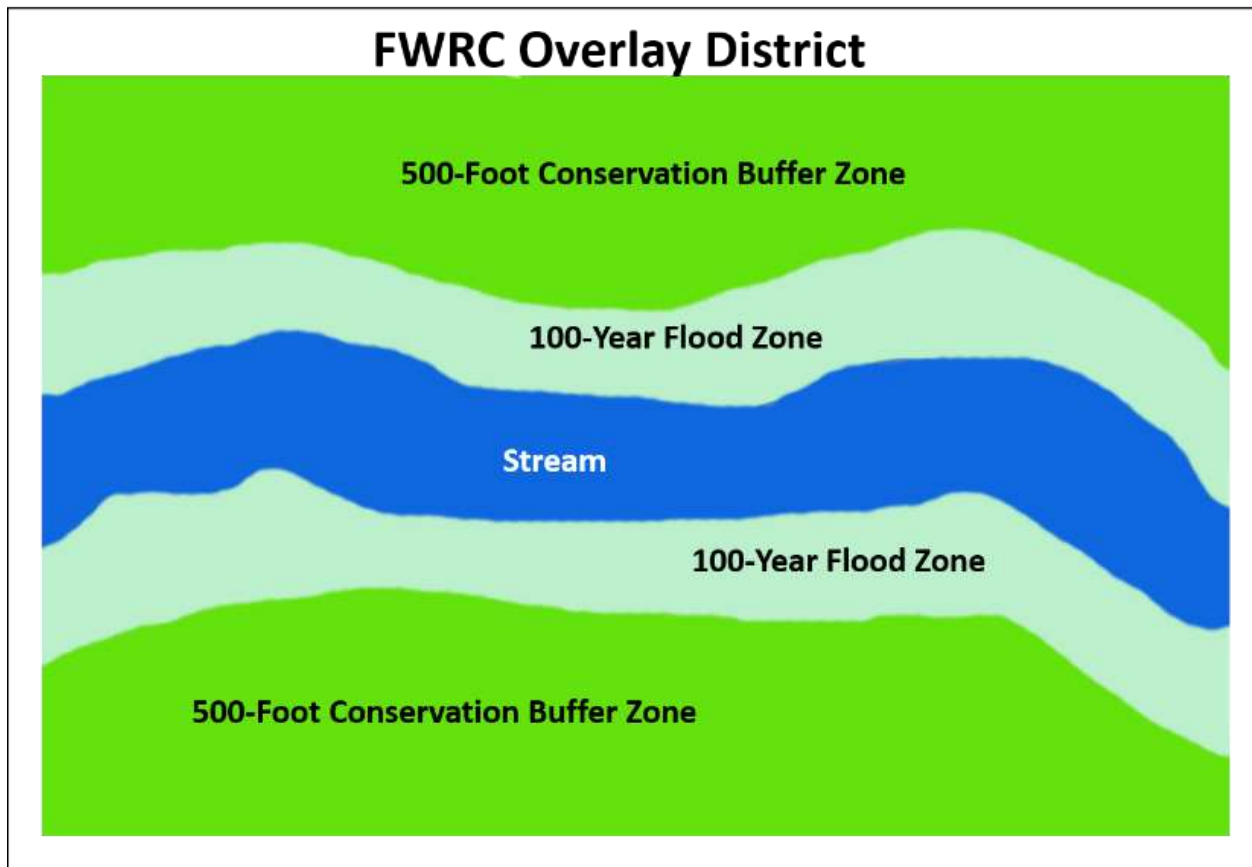 FWRC Overlay District
500-Foot Conservation Buffer Zone
100-Year Flood Zone
Stream
100-Year Flood Zone
500-Foot Conservation Buffer Zone